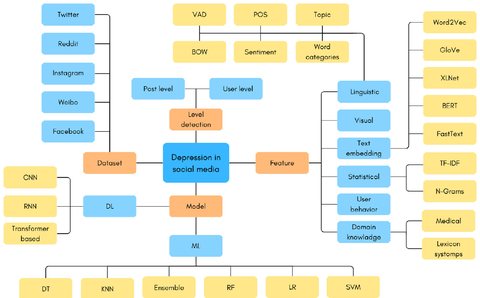 Twitter
Reddit
Instagram
Weibo
Facebook
VAD
POS
Topic
BOW
Sentiment
Word
categories
Post level
User level
Level
detection
Dataset
Depression in
social media
Feature
Model
Linguistic
Visual
Text
embedding
Statistical
User
behavior
Domain
knowladge
Word2Vec
GloVe
XLNet
BERT
FastText
TF-IDF
N-Grams
Medical
Lexicon
systomps
CNN
RNN
Transformer
based
DL
ML
DT
KNN
Ensemble
RF
LR
SVM